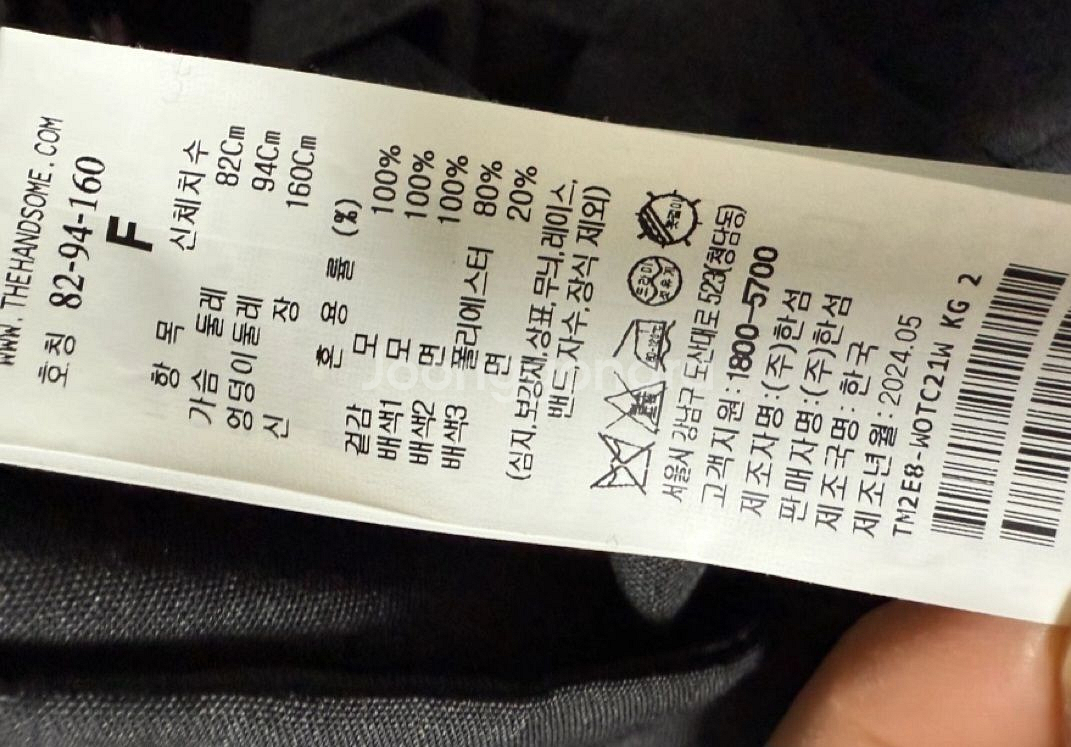 WWW.THEHANDSOME.COM
호칭 82-94-160
F
항 목 신체치수
가슴 둘레 82Cm
엉덩이둘레 94Cm
신 장 160Cm
혼 용 률 (%)
겉감 모 100%
배색1 모 100%
배색2 면 100%
배색3 폴리에스터 80%
면 20%
(심지,보강재,상표,무늬,레이스,
밴드,자수,장식 제외)
드라이
석유계
서울시 강남구 도산대로 523(청담동)
고객지원:1800-5700
제조자명:(주)한섬
판매자명:(주)한섬
제조국명:한국
제조년월:2024.05
TM2E8-WOTC21W KG 2